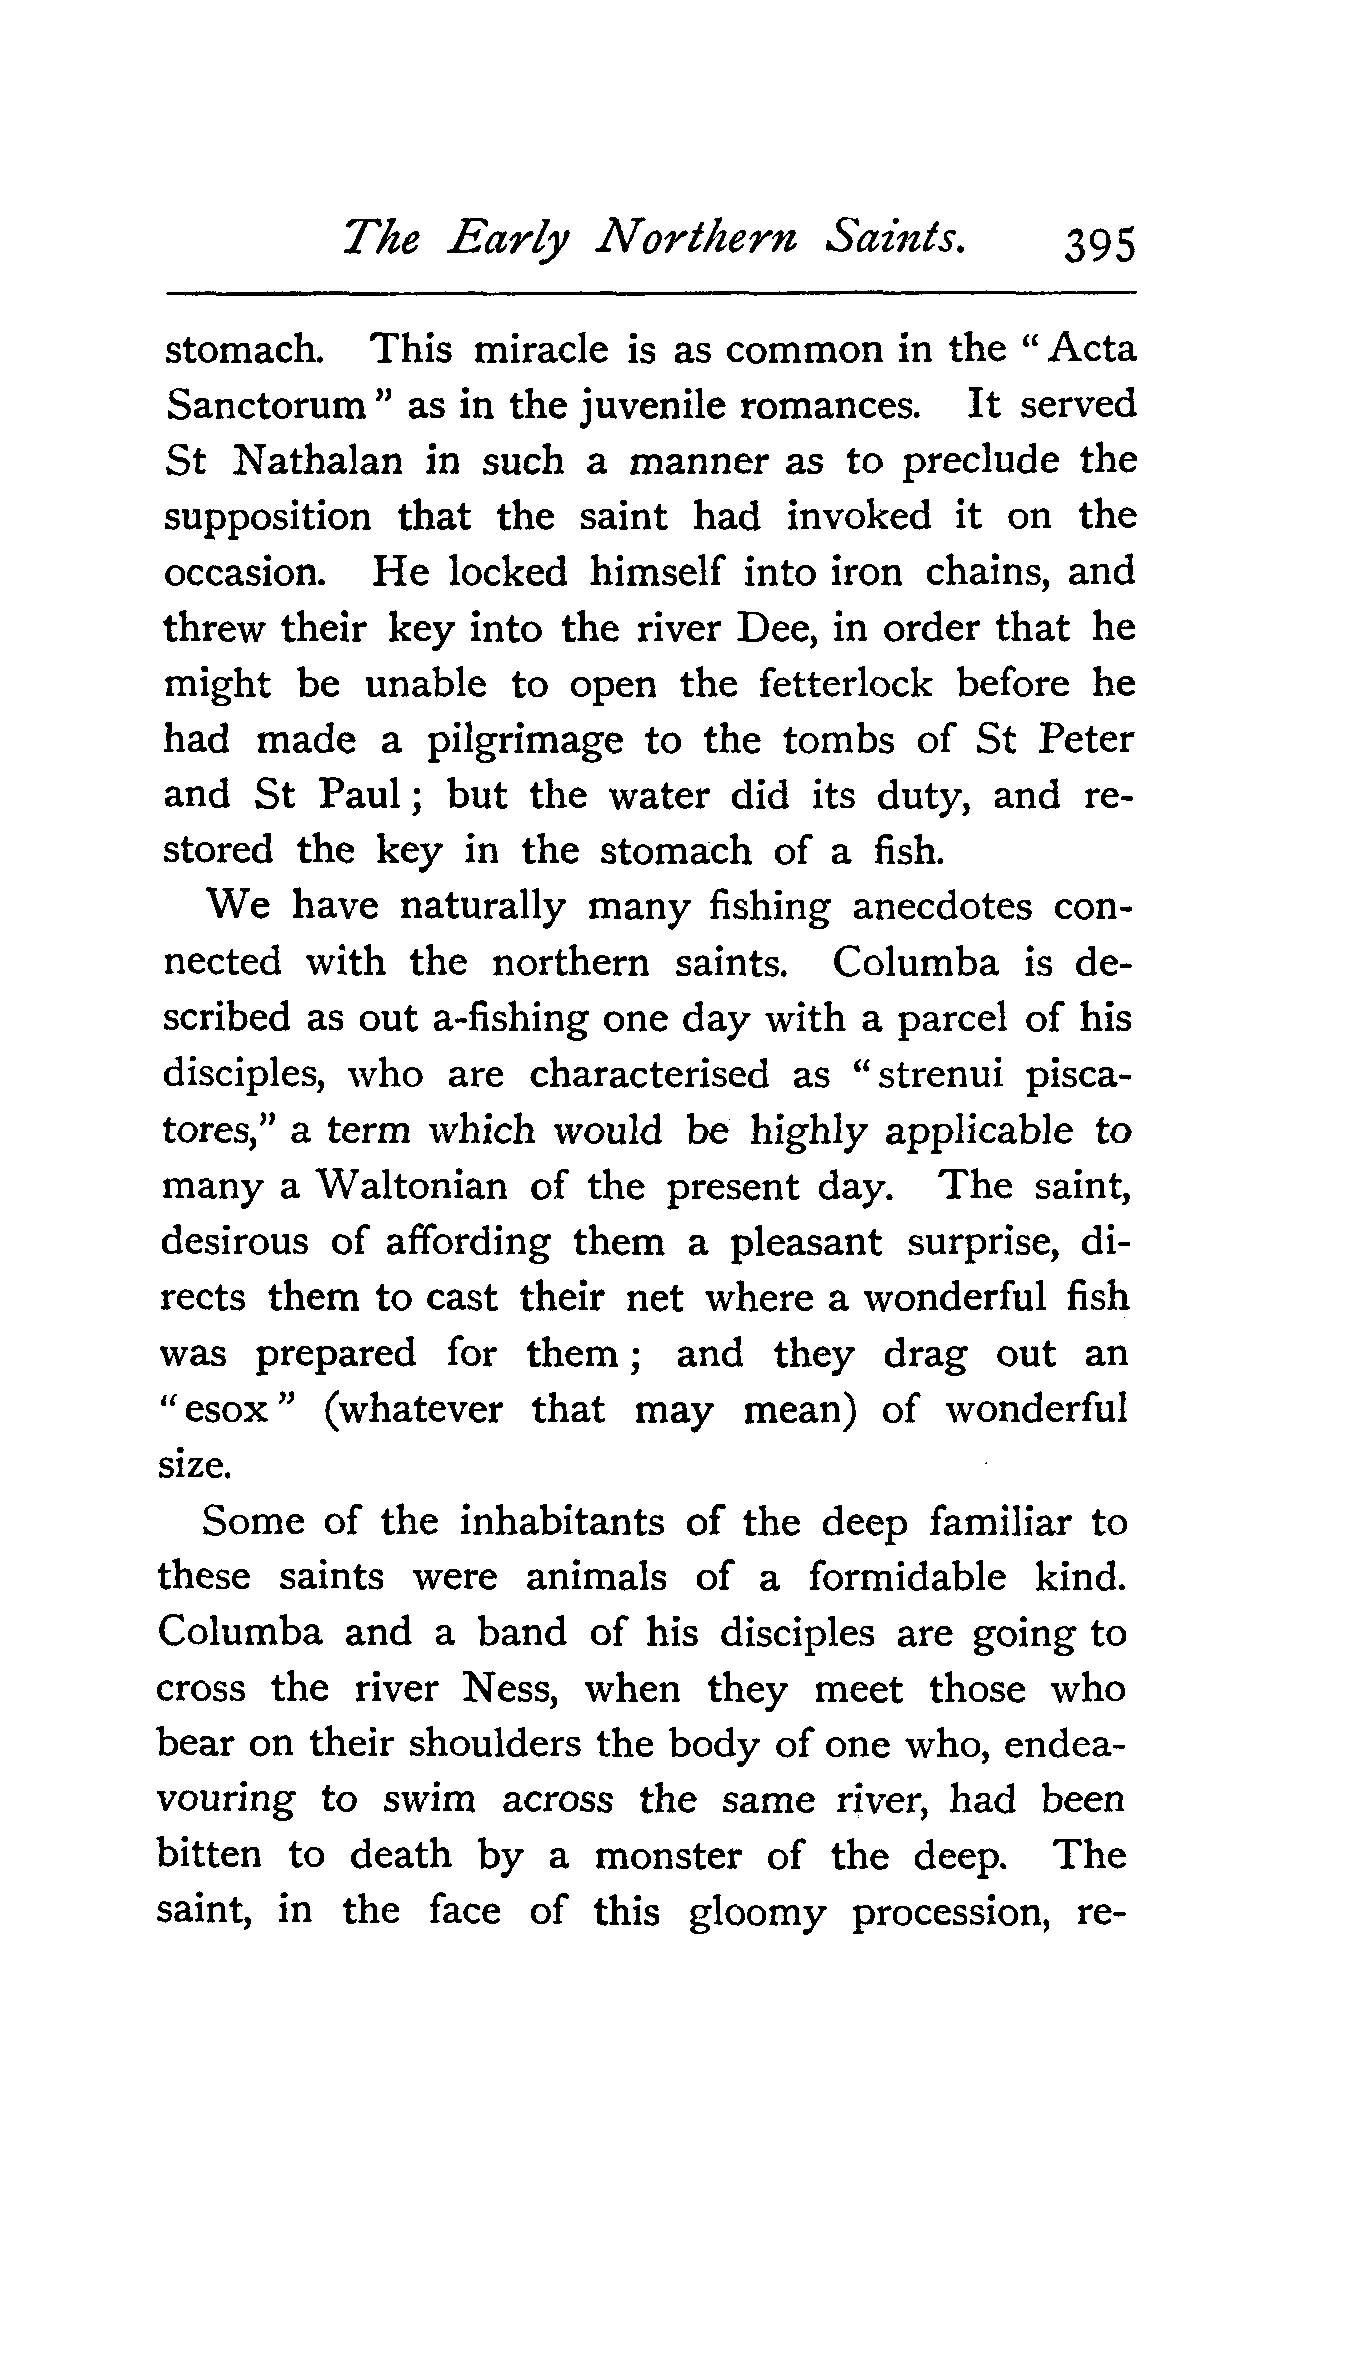 The Early Northern Saints. 395
stomach. This miracle is as common in the “ Acta
Sanctorum ” as in the juvenile romances. It served
St Nathalan in such a manner as to preclude the
supposition that the saint had invoked it on the
occasion. He locked himself into iron chains, and
threw their key into the river Dee, in order that he
might be unable to open the fetterlock before he
had made a pilgrimage to the tombs of St Peter
and St Paul ; but the water did its duty, and re-
stored the key in the stomach of a fish.
We have naturally many fishing anecdotes con-
nected with the northern saints. Columba is de-
scribed as out a-fishing one day with a parcel of his
disciples, who are characterised as “ strenui pisca-
tores,” a term which would be highly applicable to
many a Waltonian of the present day. The saint,
desirous of affording them a pleasant surprise, di-
rects them to cast their net where a wonderful fish
was prepared for them ; and they drag out an
“ esox ” (whatever that may mean) of wonderful
size.
Some of the inhabitants of the deep familiar to
these saints were animals of a formidable kind.
Columba and a band of his disciples are going to
cross the river Ness, when they meet those who
bear on their shoulders the body of one who, endea-
vouring to swim across the same river, had been
bitten to death by a monster of the deep. The
saint, in the face of this gloomy procession, re-